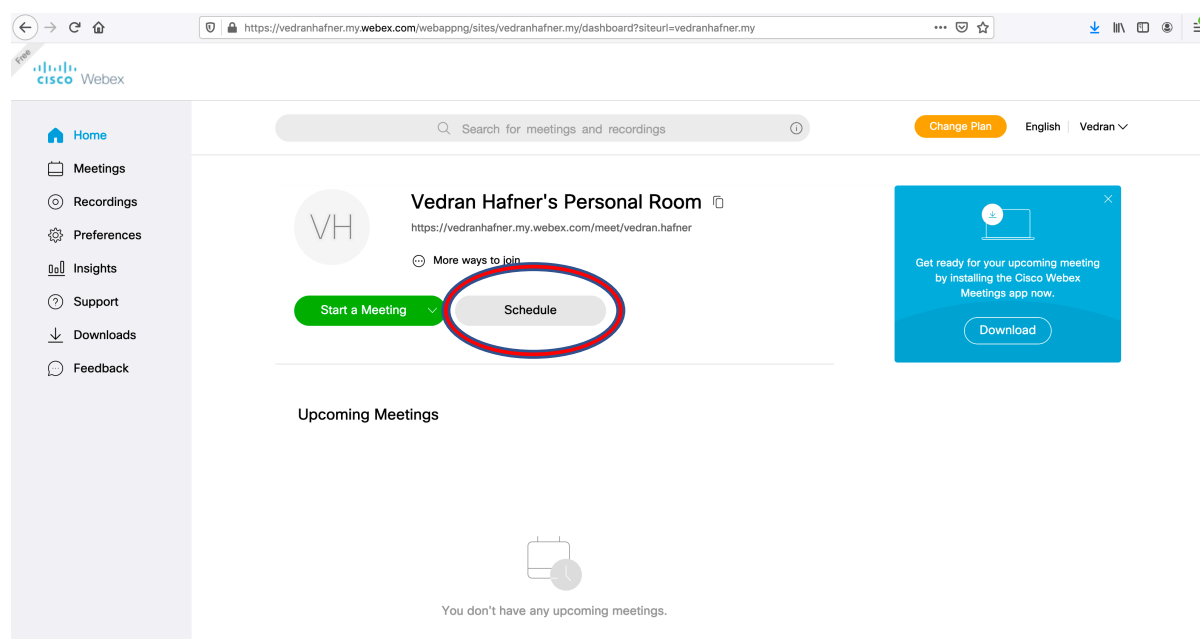 https://vedranhafner.my.webex.com/webappng/sites/vedranhafner.my/dashboard?siteurl=vedranhafner.my
Free
CISCO Webex
Home
Meetings
Recordings
Preferences
Insights
Support
Downloads
Feedback
Search for meetings and recordings
Change Plan English Vedran
VH
Vedran Hafner's Personal Room
https://vedranhafner.my.webex.com/meet/vedran.hafner
More ways to join
Start a Meeting Schedule
Get ready for your upcoming meeting
by installing the Cisco Webex
Meetings app now.
Download
Upcoming Meetings
You don't have any upcoming meetings.